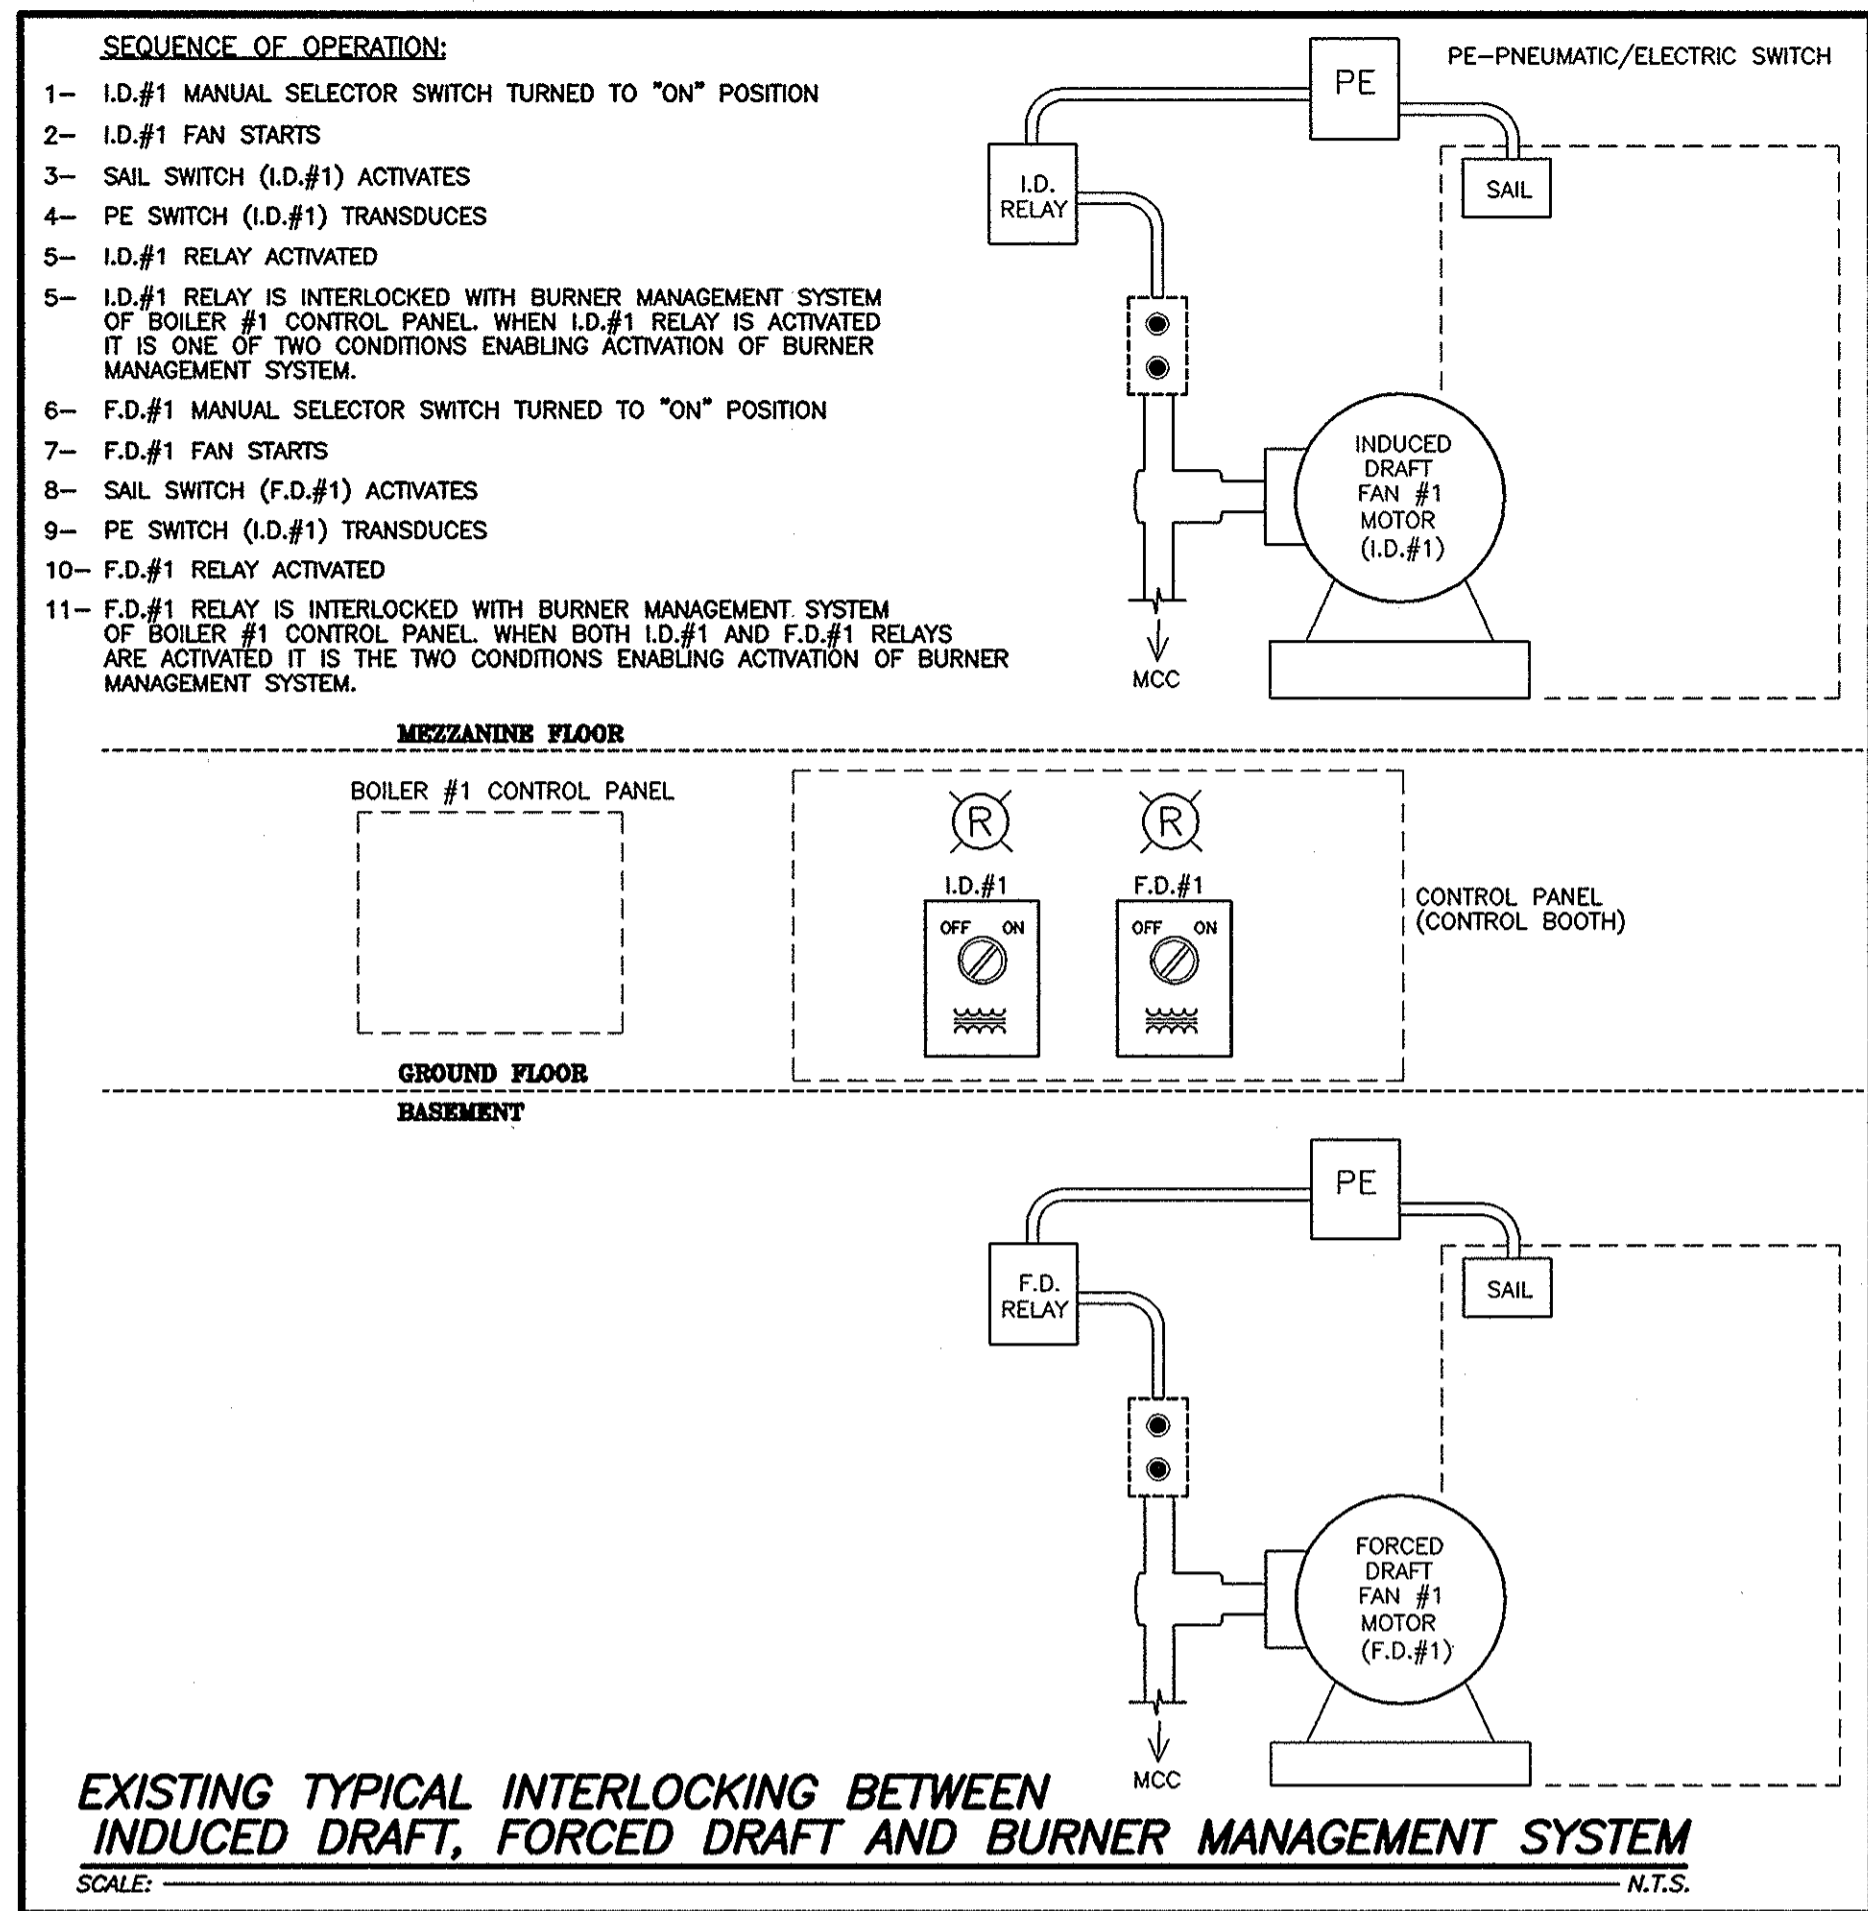 SEQUENCE OF OPERATION:
1- I.D.#1 MANUAL SELECTOR SWITCH TURNED TO "ON" POSITION
2- I.D.#1 FAN STARTS
3- SAIL SWITCH (I.D.#1) ACTIVATES
4- PE SWITCH (I.D.#1) TRANSDUCES
5- I.D.#1 RELAY ACTIVATED
5- I.D.#1 RELAY IS INTERLOCKED WITH BURNER MANAGEMENT SYSTEM
OF BOILER #1 CONTROL PANEL. WHEN I.D.#1 RELAY IS ACTIVATED
IT IS ONE OF TWO CONDITIONS ENABLING ACTIVATION OF BURNER
MANAGEMENT SYSTEM.
6- F.D.#1 MANUAL SELECTOR SWITCH TURNED TO "ON" POSITION
7- F.D.#1 FAN STARTS
8- SAIL SWITCH (F.D.#1) ACTIVATES
9- PE SWITCH (I.D.#1) TRANSDUCES
10- F.D.#1 RELAY ACTIVATED
11- F.D.#1 RELAY IS INTERLOCKED WITH BURNER MANAGEMENT SYSTEM
OF BOILER #1 CONTROL PANEL. WHEN BOTH I.D.#1 AND F.D.#1 RELAYS
ARE ACTIVATED IT IS THE TWO CONDITIONS ENABLING ACTIVATION OF BURNER
MANAGEMENT SYSTEM.
PE-PNEUMATIC/ELECTRIC SWITCH
PE
I.D.
RELAY
SAIL
INDUCED
DRAFT
FAN #1
MOTOR
(I.D.#1)
MCC
MEZZANINE FLOOR
BOILER #1 CONTROL PANEL
R
R
I.D.#1
F.D.#1
OFF ON
OFF ON
CONTROL PANEL
(CONTROL BOOTH)
GROUND FLOOR
BASEMENT
PE
F.D.
RELAY
SAIL
FORCED
DRAFT
FAN #1
MOTOR
(F.D.#1)
MCC
EXISTING TYPICAL INTERLOCKING BETWEEN
INDUCED DRAFT, FORCED DRAFT AND BURNER MANAGEMENT SYSTEM
SCALE: N.T.S.